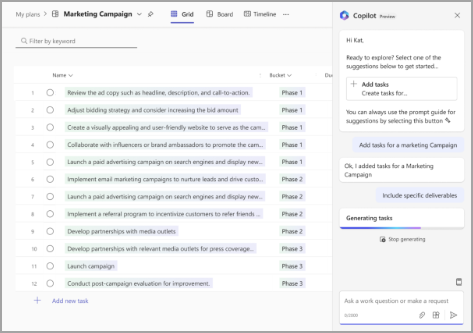 My plans > Marketing Campaign
Grid
Board
Timeline
Filter by keyword
Name
Bucket
1 Review the ad copy such as headline, description, and call-to-action. Phase 1
2 Adjust bidding strategy and consider increasing the bid amount Phase 1
3 Create a visually appealing and user-friendly website to serve as the cam... Phase 1
4 Collaborate with influencers or brand ambassadors to promote the cam... Phase 1
5 Launch a paid advertising campaign on search engines and display new... Phase 1
6 Implement email marketing campaigns to nurture leads and drive custo... Phase 2
7 Launch a paid advertising campaign on search engines and display new... Phase 2
8 Implement a referral program to incentivize customers to refer friends ... Phase 2
9 Develop partnerships with media outlets Phase 2
10 Develop partnerships with relevant media outlets for press coverage... Phase 3
11 Launch campaign Phase 3
12 Conduct post-campaign evaluation for improvement. Phase 3
Add new task
Copilot Preview
Hi Kat,
Ready to explore? Select one of the
suggestions below to get started...
Add tasks
Create tasks for...
You can always use the prompt guide for
suggestions by selecting this button
Add tasks for a marketing Campaign
Ok, I added tasks for a Marketing
Campaign
Include specific deliverables
Generating tasks
Stop generating
Ask a work question or make a request